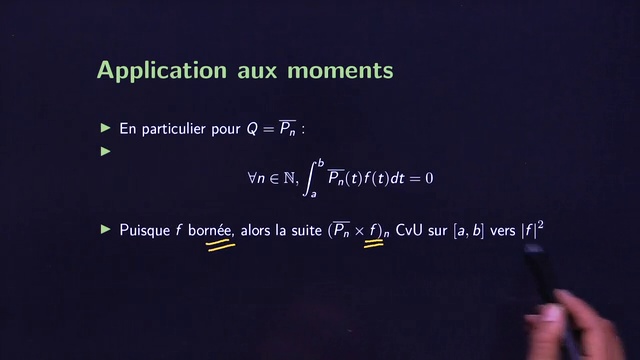 Application aux moments
▶ En particulier pour $Q = \overline{P_n}$ :
▶
$\forall n \in \mathbb{N}, \int_a^b \overline{P_n}(t)f(t)dt = 0$
▶ Puisque $f$ bornée, alors la suite $(\overline{P_n} \times f)_n$ CvU sur $[a, b]$ vers $|f|^2$